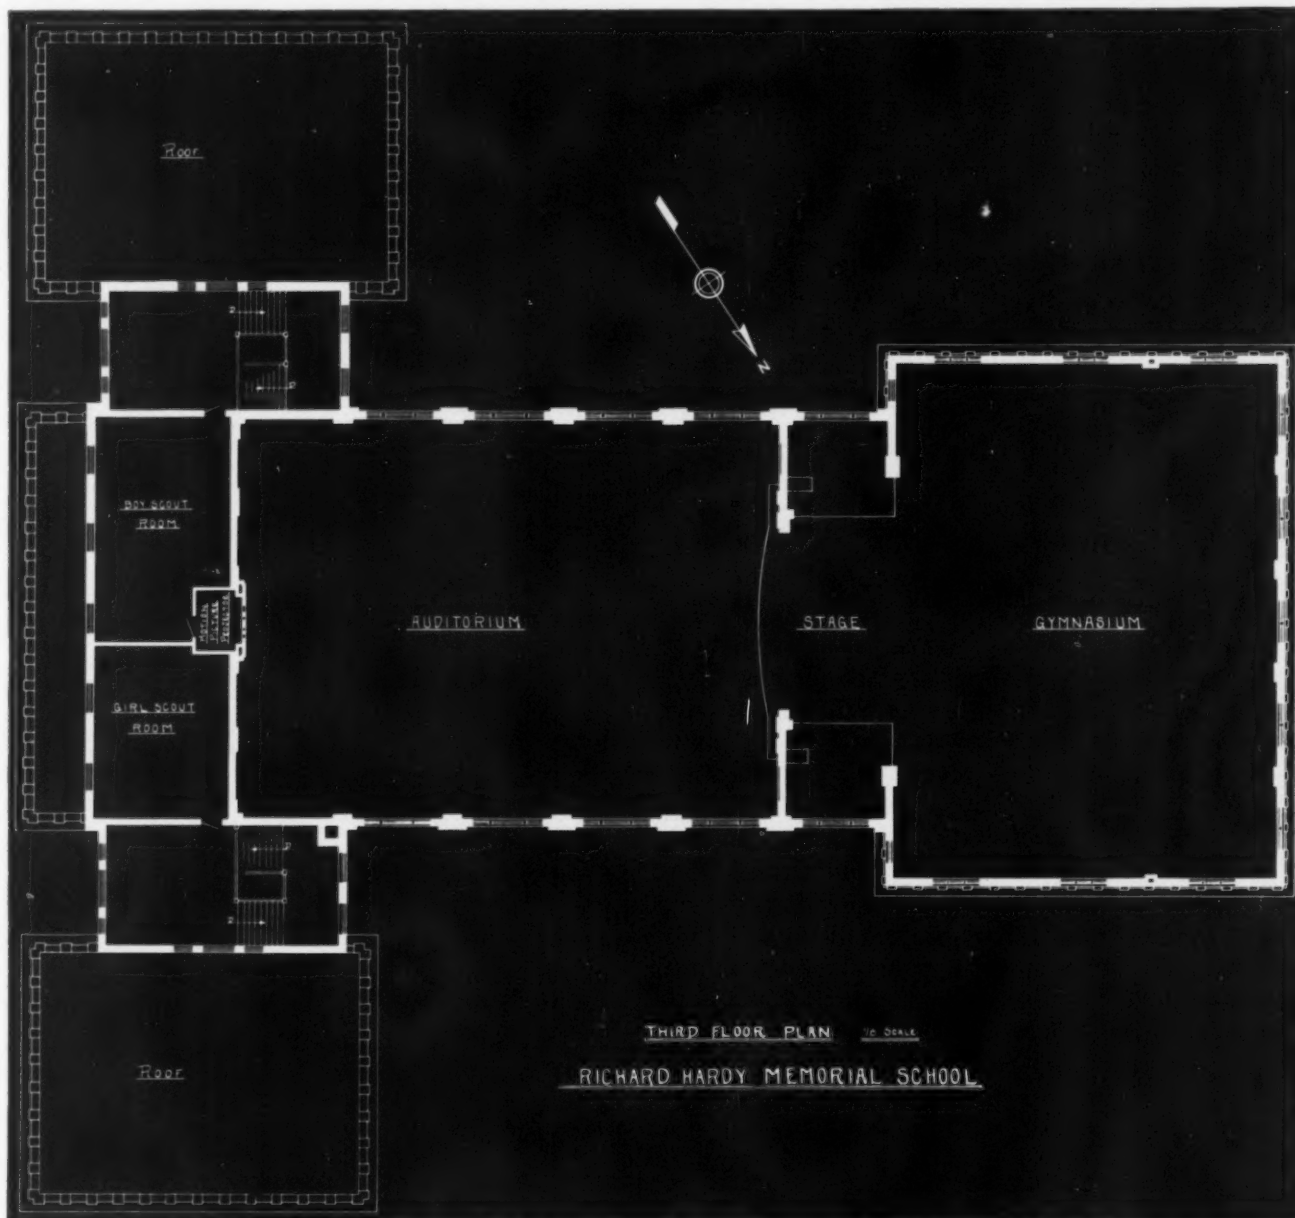 Roof
N
BOY SCOUT
ROOM
MOTION
PICTURE
AUDITORIUM
STAGE
GYMNASIUM
GIRL SCOUT
ROOM
THIRD FLOOR PLAN
SCALE
RICHARD HARDY MEMORIAL SCHOOL
Roof